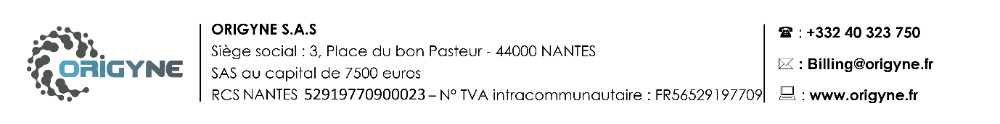 ORIGYNE
ORIGYNE S.A.S
Siège social : 3, Place du bon Pasteur - 44000 NANTES
SAS au capital de 7500 euros
RCS NANTES 52919770900023 – N° TVA intracommunautaire : FR56529197709
☎ : +332 40 323 750
✉ : Billing@origyne.fr
💻 : www.origyne.fr